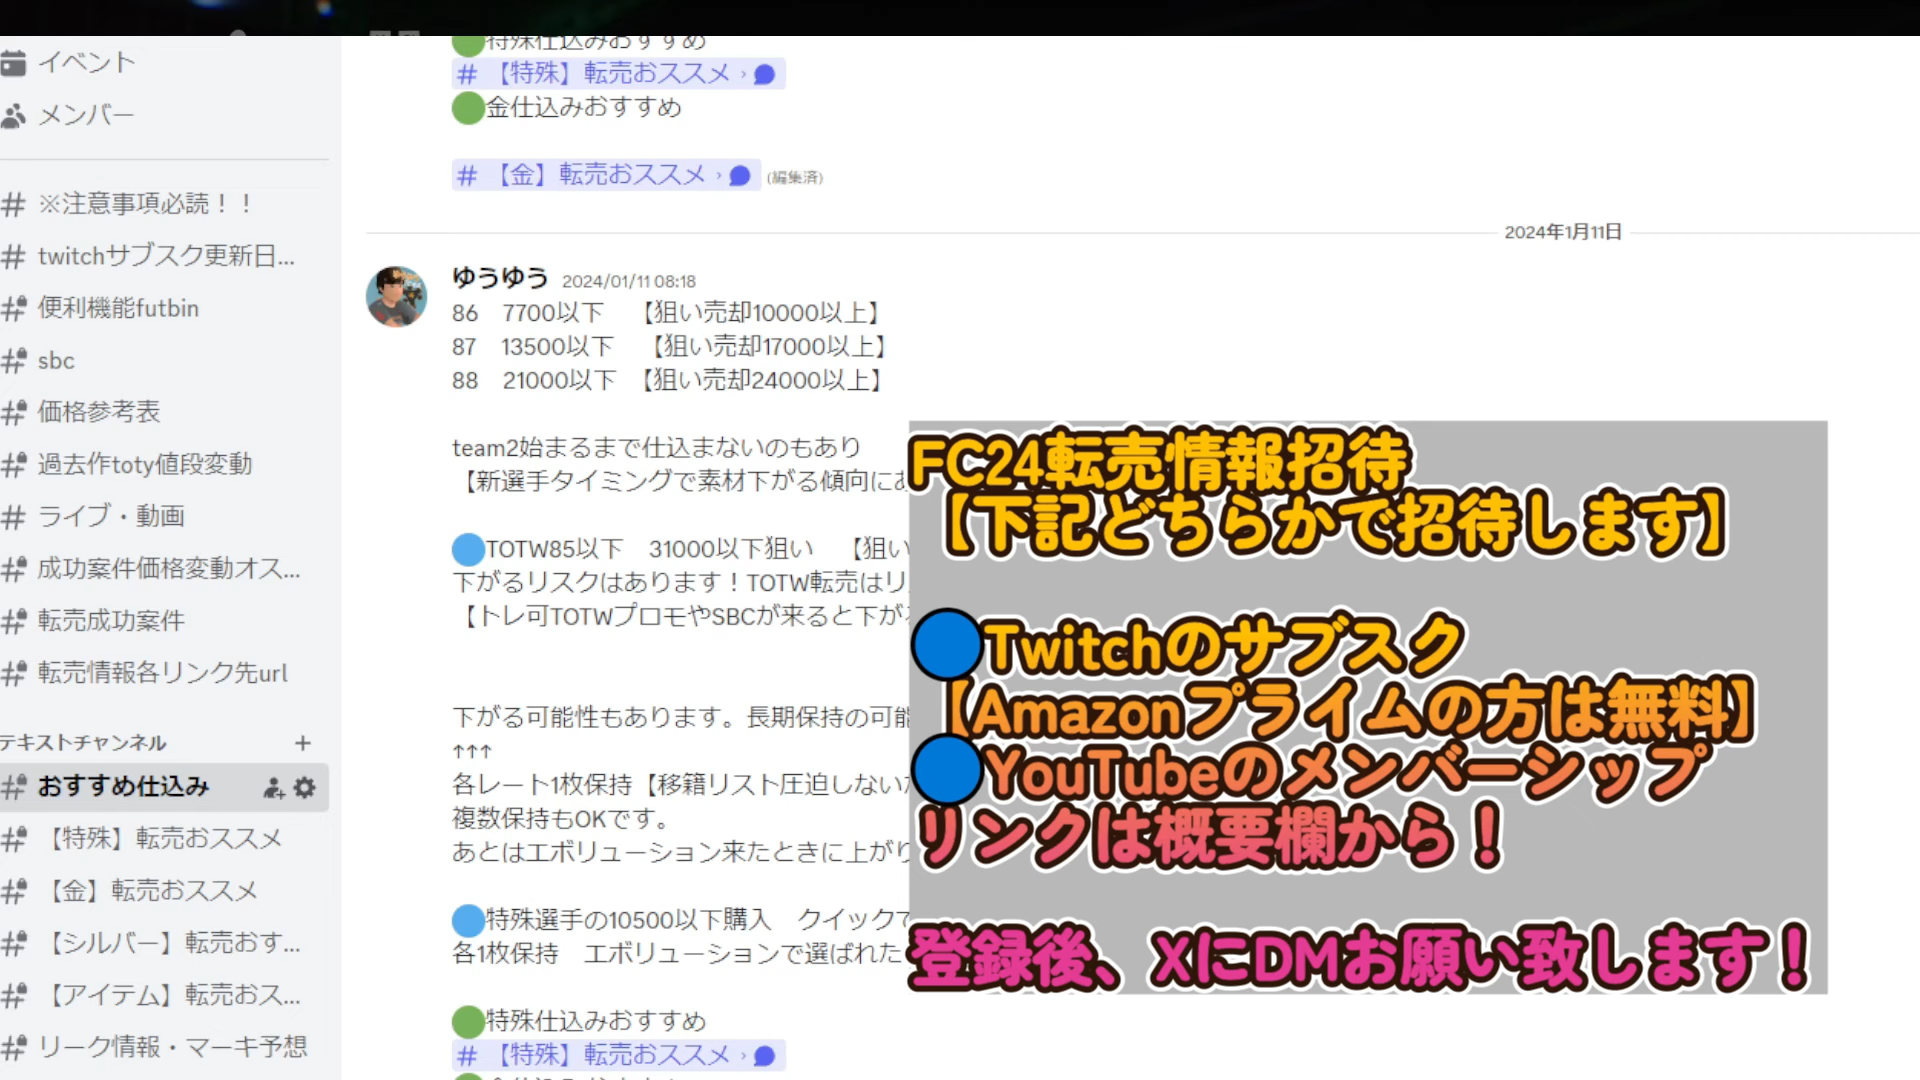 イベント
メンバー
※注意事項必読！！
twitchサブスク更新日...
便利機能futbin
sbc
価格参考表
過去作toty値段変動
ライブ・動画
成功案件価格変動オス...
転売成功案件
転売情報各リンク先url
テキストチャンネル
おすすめ仕込み
【特殊】転売おススメ
【金】転売おススメ
【シルバー】転売おす...
【アイテム】転売おス...
リーク情報・マーキ予想
特殊仕込みおすすめ
# 【特殊】転売おススメ ›
金仕込みおすすめ
# 【金】転売おススメ › (編集済)
2024年1月11日
ゆうゆう 2024/01/11 08:18
86　7700以下　【狙い売却10000以上】
87　13500以下　【狙い売却17000以上】
88　21000以下　【狙い売却24000以上】
team2始まるまで仕込まないのもあり
【新選手タイミングで素材下がる傾向に
TOTW85以下　31000以下狙い　【狙い
下がるリスクはあります！TOTW転売はリ
【トレ可TOTWプロモやSBCが来ると下が
下がる可能性もあります。長期保持の可能
↑↑↑
各レート1枚保持【移籍リスト圧迫しない
複数保持もOKです。
あとはエボリューション来たときに上がり
特殊選手の10500以下購入　クイックで
各1枚保持　エボリューションで選ばれた
特殊仕込みおすすめ
# 【特殊】転売おススメ ›
FC24転売情報招待
【下記どちらかで招待します】
🔵Twitchのサブスク
【Amazonプライムの方は無料】
🔵YouTubeのメンバーシップ
リンクは概要欄から！
登録後、XにDMお願い致します！